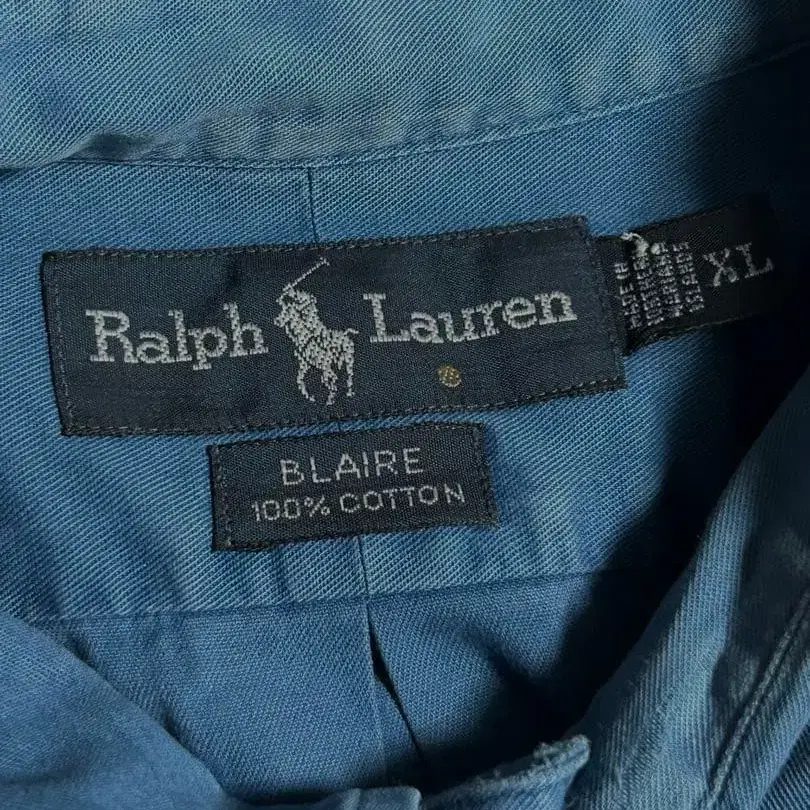 Ralph Lauren
XL
BLAIRE
100% COTTON